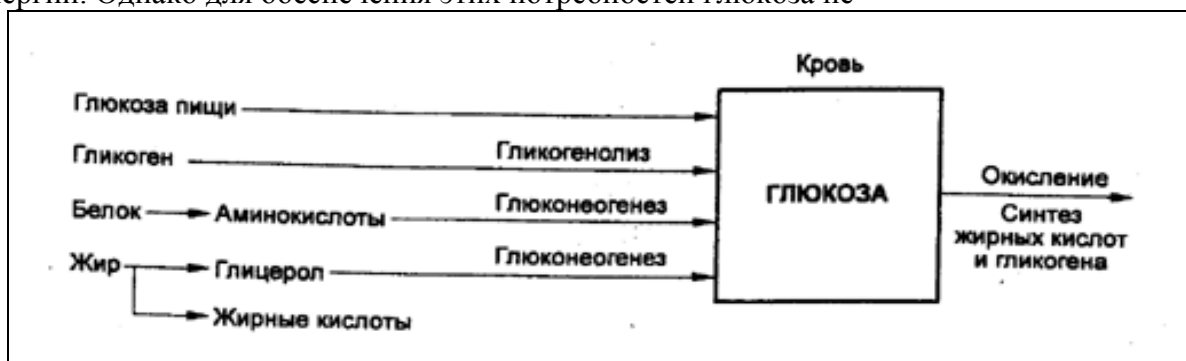 Однако для обеспечения этих потребностей глюкоза не
Кровь
Глюкоза пищи
Гликоген Гликогенолиз
Белок Аминокислоты Глюконеогенез
Жир Глицерол Глюконеогенез
Жирные кислоты
ГЛЮКОЗА
Окисление
Синтез
жирных кислот
и гликогена